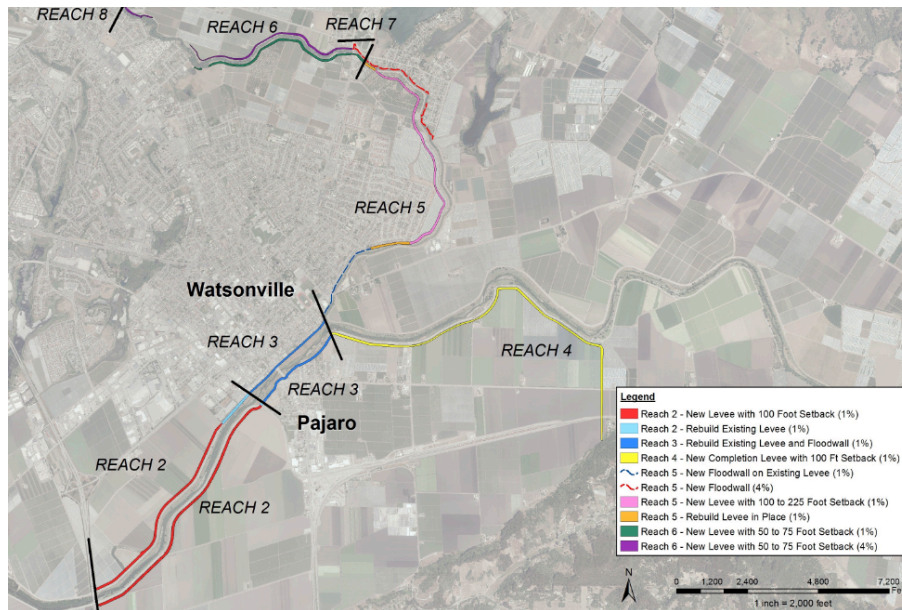 REACH 8
REACH 6
REACH 7
REACH 5
Watsonville
REACH 3
REACH 4
REACH 3
Pajaro
REACH 2
REACH 2
Legend
Reach 2 - New Levee with 100 Foot Setback (1%)
Reach 2 - Rebuild Existing Levee (1%)
Reach 3 - Rebuild Existing Levee and Floodwall (1%)
Reach 4 - New Completion Levee with 100 Ft Setback (1%)
Reach 5 - New Floodwall on Existing Levee (1%)
Reach 5 - New Floodwall (4%)
Reach 5 - New Levee with 100 to 225 Foot Setback (1%)
Reach 5 - Rebuild Levee in Place (1%)
Reach 6 - New Levee with 50 to 75 Foot Setback (1%)
Reach 6 - New Levee with 50 to 75 Foot Setback (4%)
N
0 1,200 2,400 4,800 7,200
Fe
1 inch = 2,000 feet